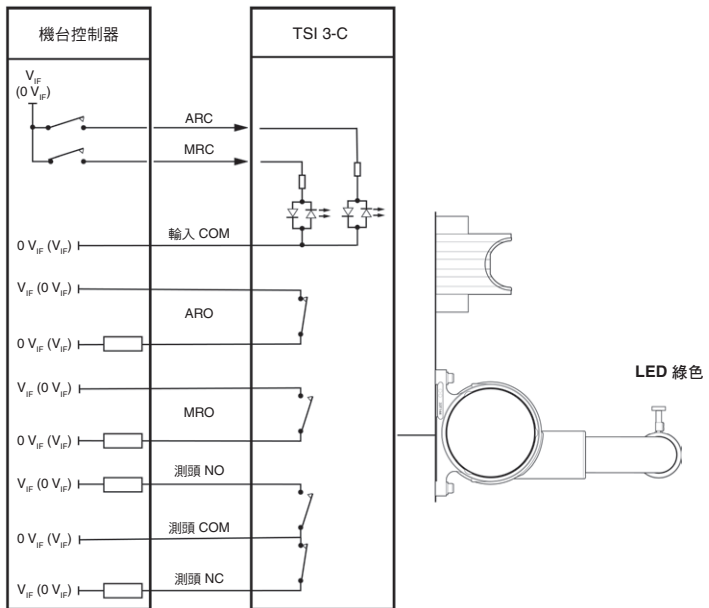 機台控制器
TSI 3-C
V_IF
(0 V_IF)
ARC
MRC
輸入 COM
0 V_IF (V_IF)
V_IF (0 V_IF)
ARO
0 V_IF (V_IF)
V_IF (0 V_IF)
LED 綠色
MRO
0 V_IF (V_IF)
測頭 NO
V_IF (0 V_IF)
測頭 COM
0 V_IF (V_IF)
測頭 NC
V_IF (0 V_IF)